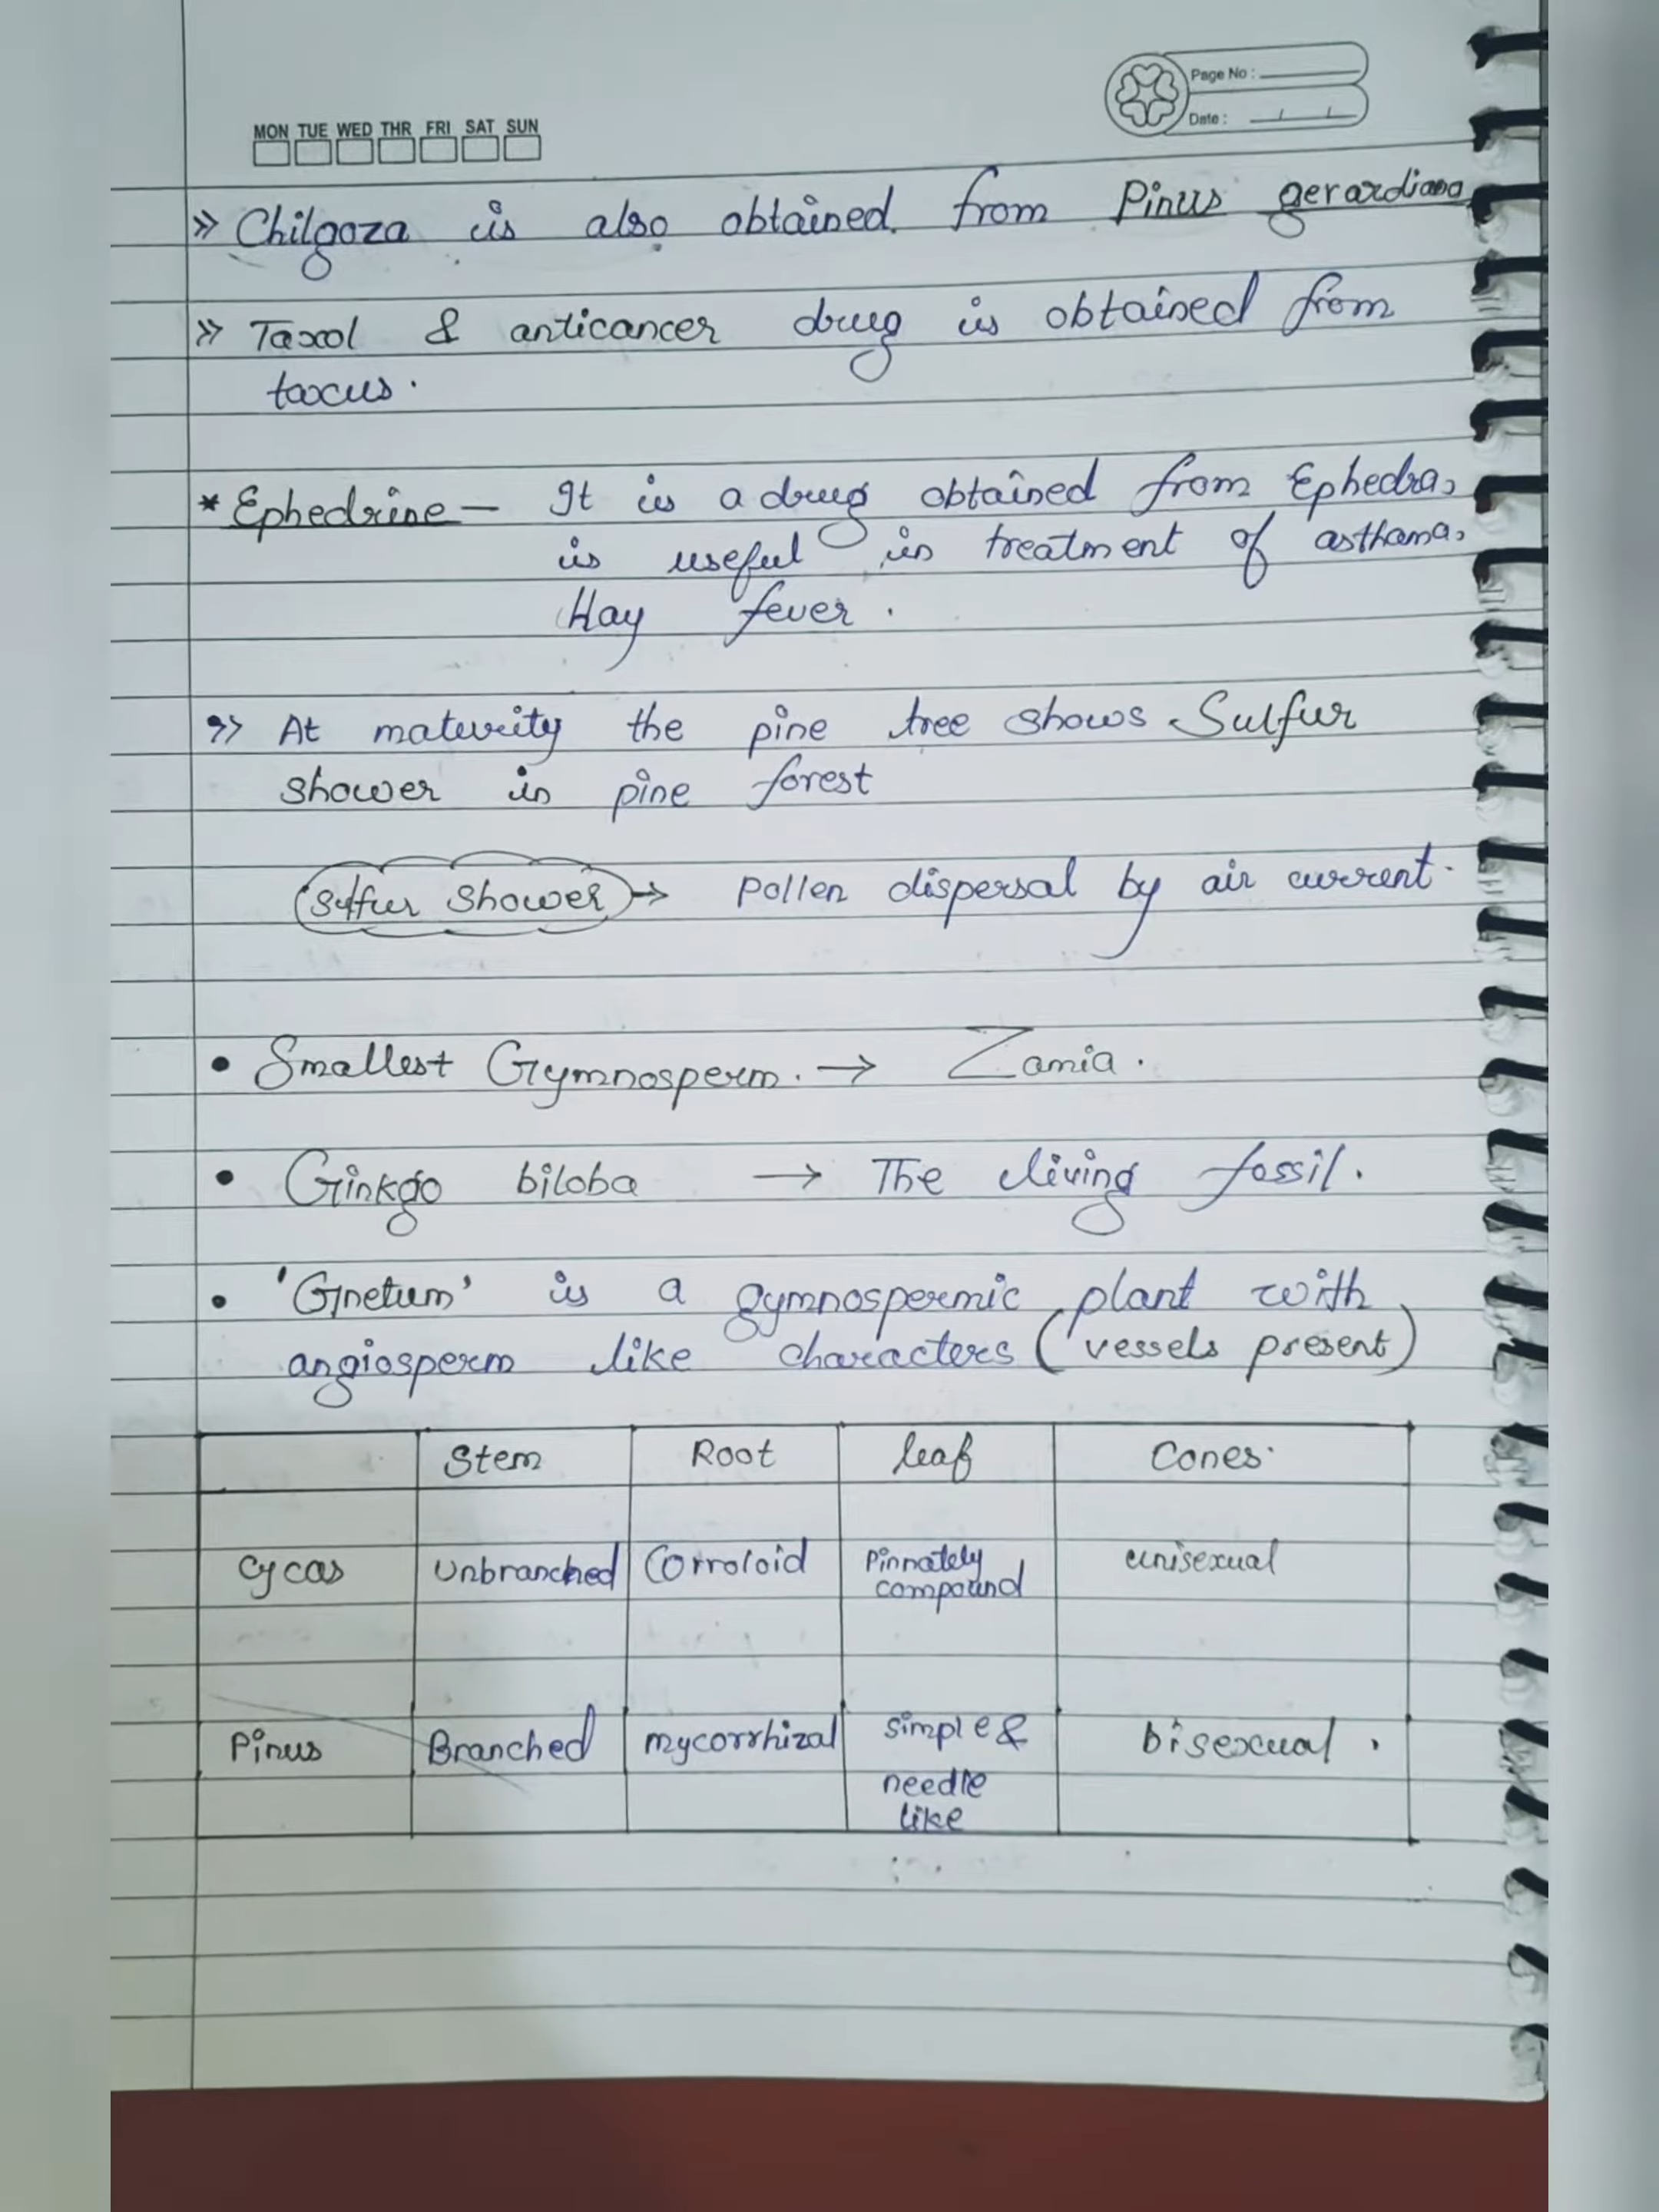 Page No :
Date :
MON TUE WED THR FRI SAT SUN
» Chilgoza is also obtained. from Pinus gerardiana
» Taxol & anticancer drug is obtained from
taxus.
* Ephedrine – It is a drug obtained from Ephedra,
is useful in treatment of asthama,
Hay fever.
» At maturity the pine tree shows Sulfur
shower in pine forest
Sulfur shower → Pollen dispersal by air current.
• Smallest Gymnosperm. → Zamia.
• Ginkgo biloba → The living fossil.
• 'Gnetum' is a gymnospermic plant with
angiosperm like characters (vessels present)
Stem Root leaf Cones.
Cycas Unbranched Corroloid Pinnately compound unisexual
Pinus Branched mycorrhizal simple & needle like bisexual.